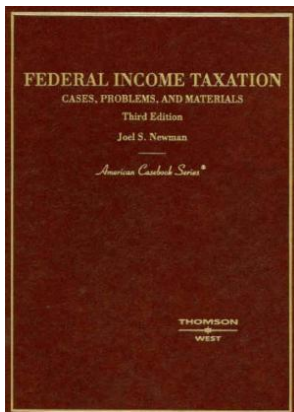 FEDERAL INCOME TAXATION
CASES, PROBLEMS, AND MATERIALS
Third Edition
Joel S. Newman
American Casebook Series®
THOMSON
WEST